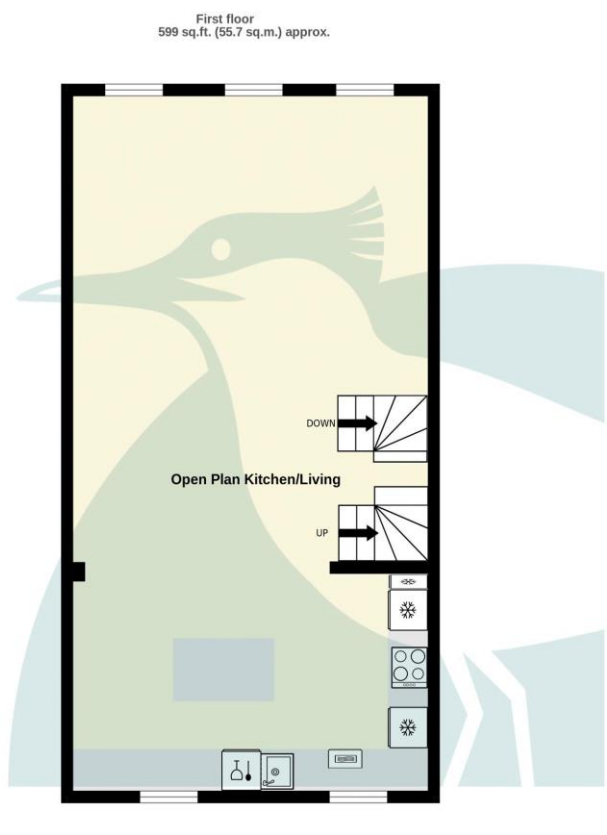 First floor
599 sq.ft. (55.7 sq.m.) approx.
DOWN
Open Plan Kitchen/Living
UP